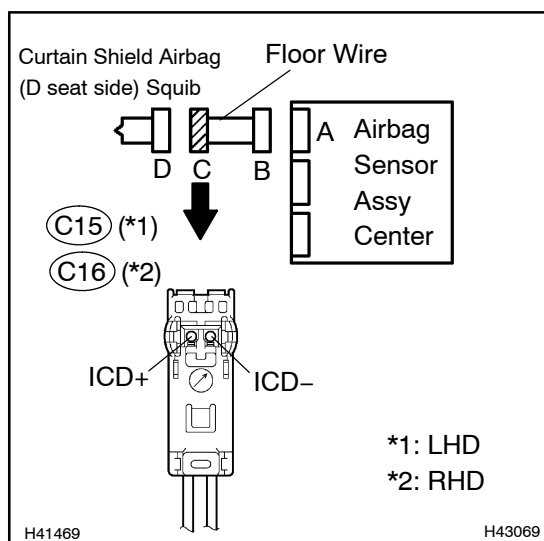 Curtain Shield Airbag
(D seat side) Squib
Floor Wire
D
C
B
A
Airbag
Sensor
Assy
Center
C15 (*1)
C16 (*2)
ICD+
ICD−
*1: LHD
*2: RHD
H41469
H43069